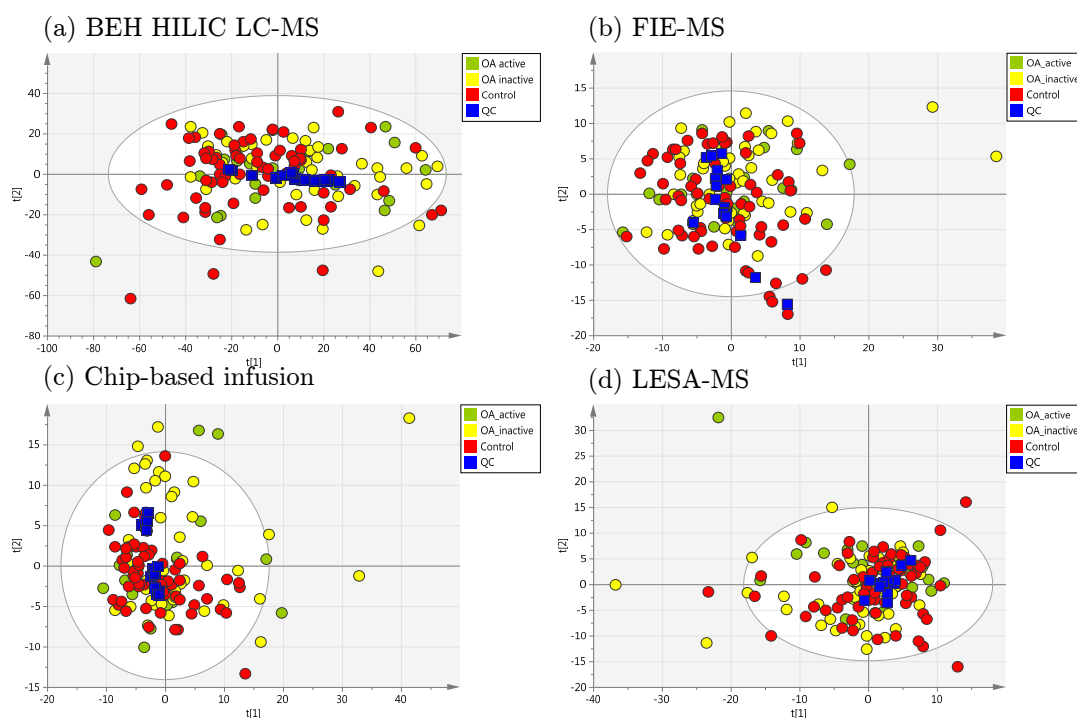 (a) BEH HILIC LC-MS
OA active
OA inactive
Control
QC
40
20
0
-20
-40
-60
-80
t[2]
-100 -80 -60 -40 -20 0 20 40 60
t[1]
(b) FIE-MS
OA_active
OA_inactive
Control
QC
15
10
5
0
-5
-10
-15
-20
t[2]
-20 -10 0 10 20 30
t[1]
(c) Chip-based infusion
OA_active
OA_inactive
Control
QC
15
10
5
0
-5
-10
-15
t[2]
-20 -10 0 10 20 30 40
t[1]
(d) LESA-MS
OA_active
OA_inactive
Control
QC
30
25
20
15
10
5
0
-5
-10
-15
-20
t[2]
-40 -30 -20 -10 0 10
t[1]